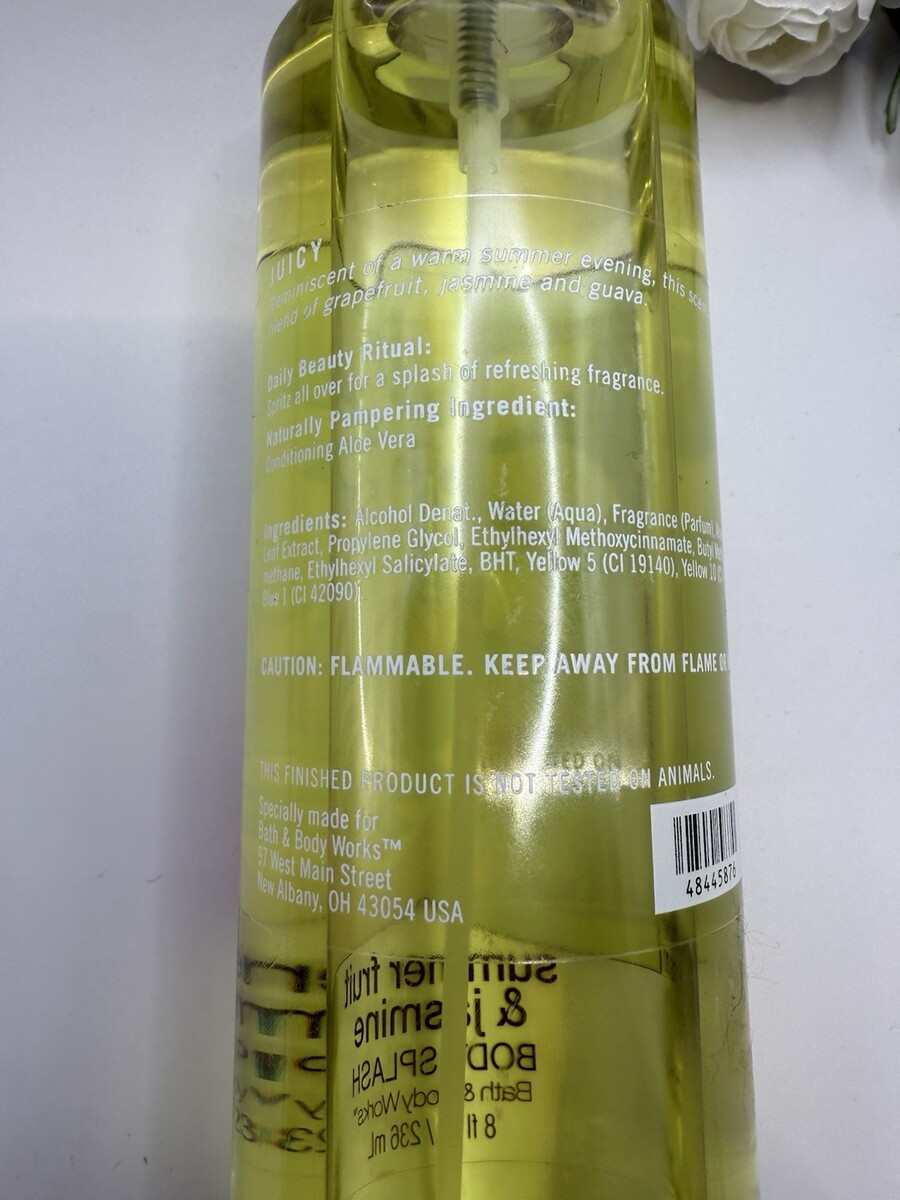 JUICY
Reminiscent of a warm summer evening, this
blend of grapefruit, jasmine and guava.
Daily Beauty Ritual:
Spritz all over for a splash of refreshing fragrance.
Naturally Pampering Ingredient:
Conditioning Aloe Vera
Ingredients: Alcohol Denat., Water (Aqua), Fragrance (Parfum),
Leaf Extract, Propylene Glycol, Ethylhexyl Methoxycinnamate, Butyl
methane, Ethylhexyl Salicylate, BHT, Yellow 5 (CI 19140), Yellow 10
Blue 1 (CI 42090).
CAUTION: FLAMMABLE. KEEP AWAY FROM FLAME OR
THIS FINISHED PRODUCT IS NOT TESTED ON ANIMALS.
Specially made for
Bath & Body Works™
97 West Main Street
New Albany, OH 43054 USA
48445876
summer fruit
& jasmine
BODY SPLASH
Bath & Body Works™
8 fl / 236 mL